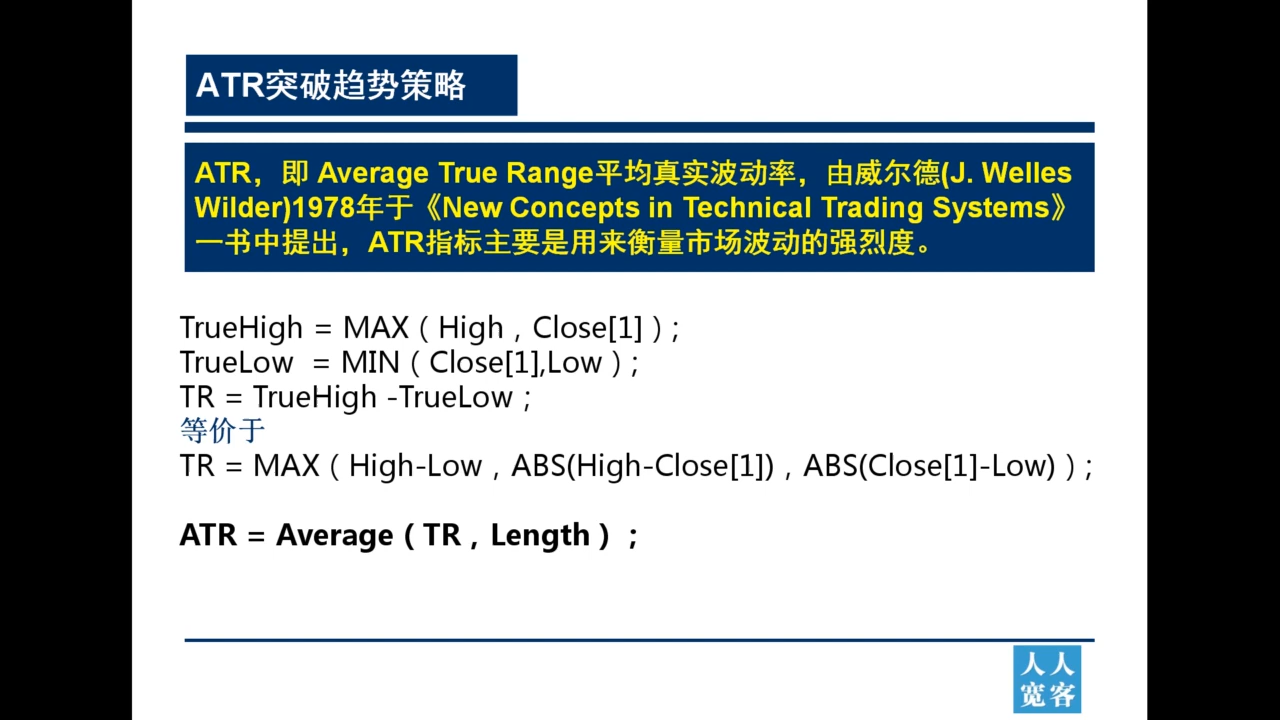 ATR突破趋势策略
ATR，即 Average True Range平均真实波动率，由威尔德(J. Welles
Wilder)1978年于《New Concepts in Technical Trading Systems》
一书中提出，ATR指标主要是用来衡量市场波动的强烈度。
TrueHigh = MAX（High，Close[1]）;
TrueLow  = MIN（Close[1],Low）;
TR = TrueHigh -TrueLow；
等价于
TR = MAX（High-Low，ABS(High-Close[1])，ABS(Close[1]-Low)）;
ATR = Average（TR，Length）；
人人
宽客